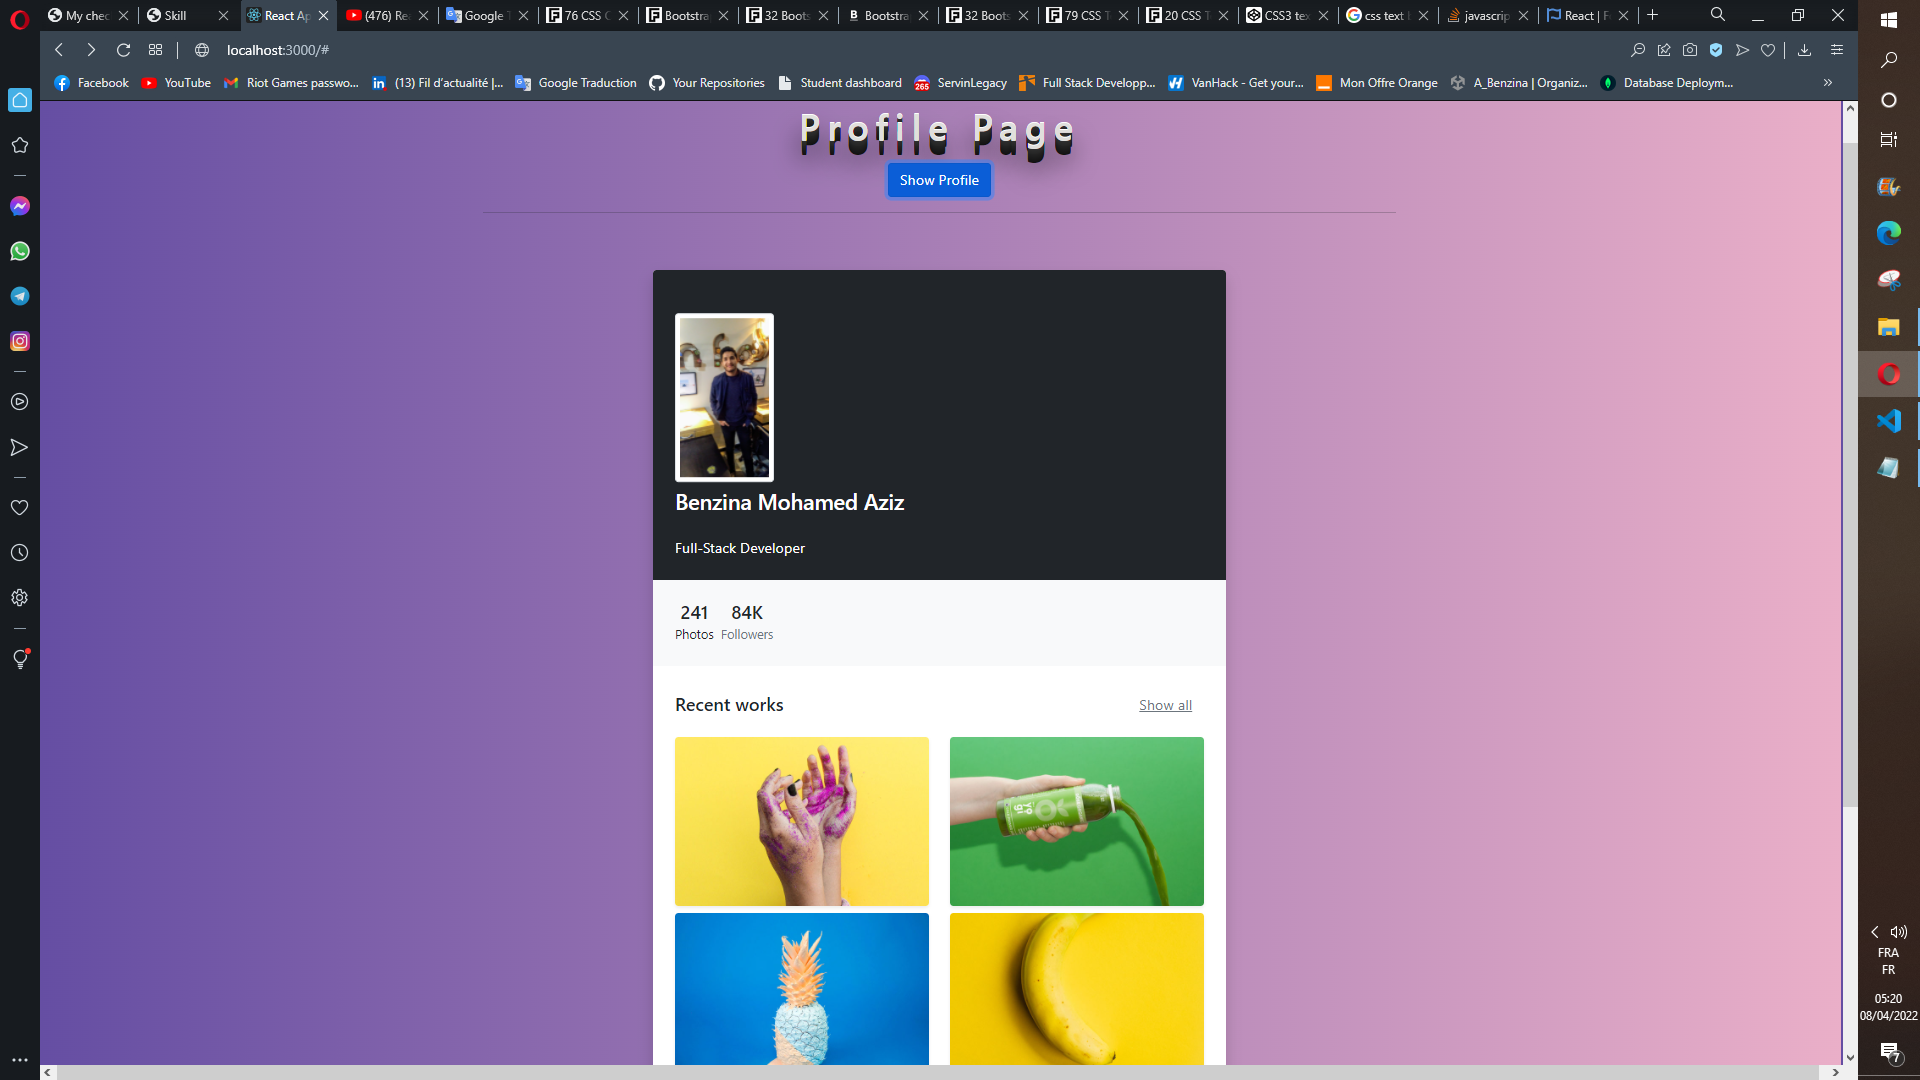 My chec
Skill
React Ap
(476) Rea
Google T
76 CSS C
Bootstrap
32 Boots
Bootstrap
32 Boots
79 CSS T
20 CSS T
CSS3 tex
css text b
javascrip
React | F
localhost:3000/#
Facebook
YouTube
Riot Games passwo...
(13) Fil d'actualité |...
Google Traduction
Your Repositories
Student dashboard
ServinLegacy
Full Stack Developp...
VanHack - Get your...
Mon Offre Orange
A_Benzina | Organiz...
Database Deploym...
Profile Page
Show Profile
Benzina Mohamed Aziz
Full-Stack Developer
241 84K
Photos Followers
Recent works Show all
FRA
FR
05:20
08/04/2022
7